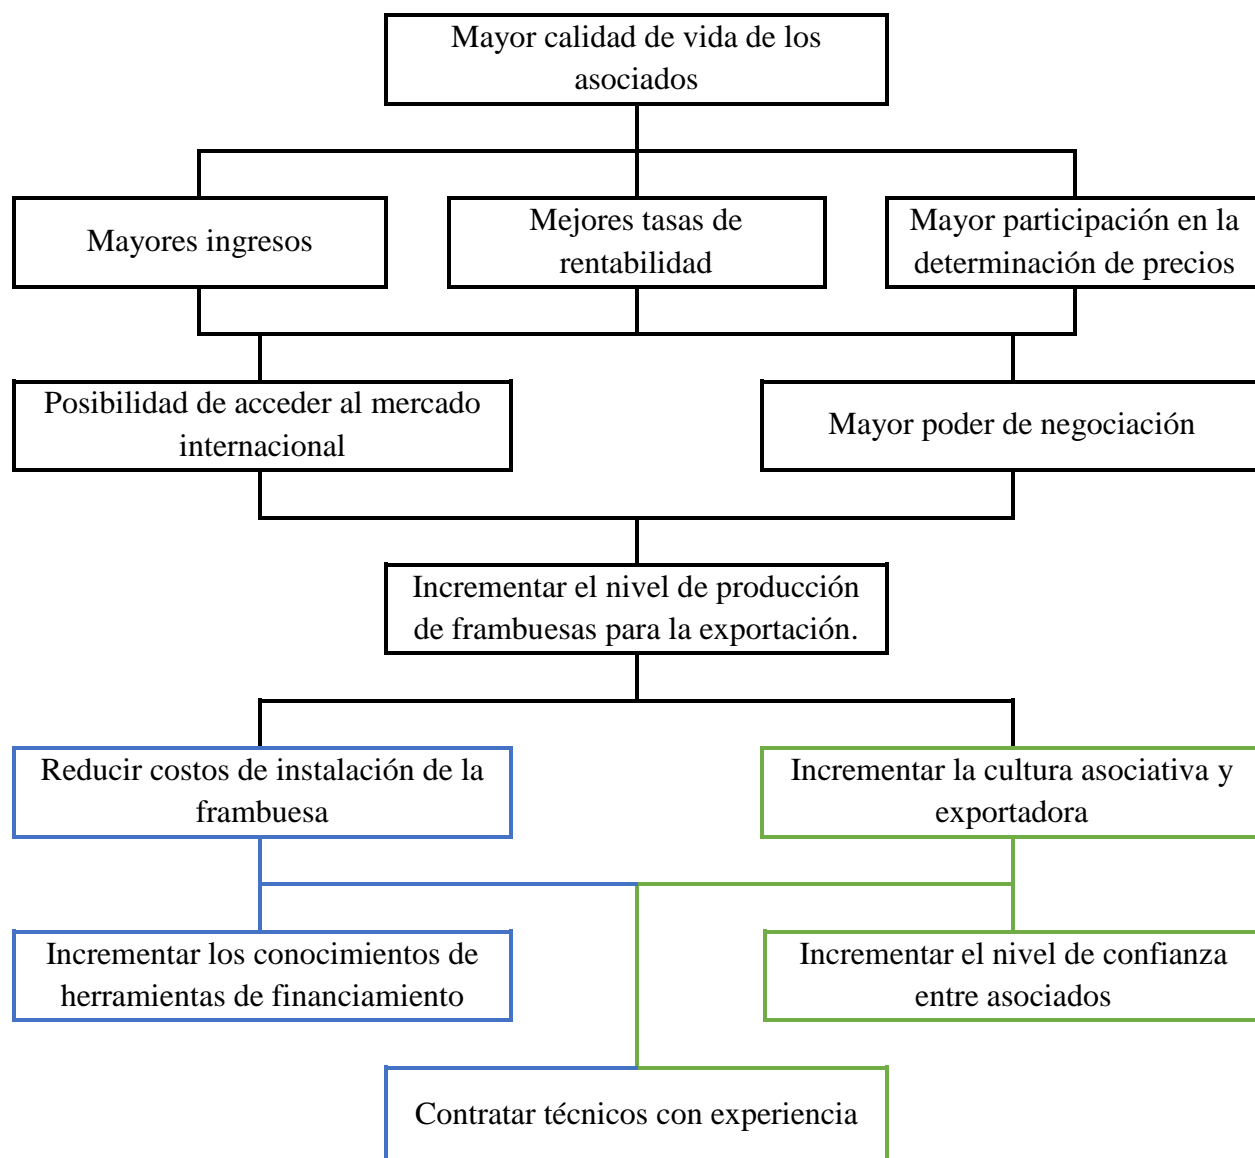 Mayor calidad de vida de los
asociados
Mayores ingresos
Mejores tasas de
rentabilidad
Mayor participación en la
determinación de precios
Posibilidad de acceder al mercado
internacional
Mayor poder de negociación
Incrementar el nivel de producción
de frambuesas para la exportación.
Reducir costos de instalación de la
frambuesa
Incrementar la cultura asociativa y
exportadora
Incrementar los conocimientos de
herramientas de financiamiento
Incrementar el nivel de confianza
entre asociados
Contratar técnicos con experiencia